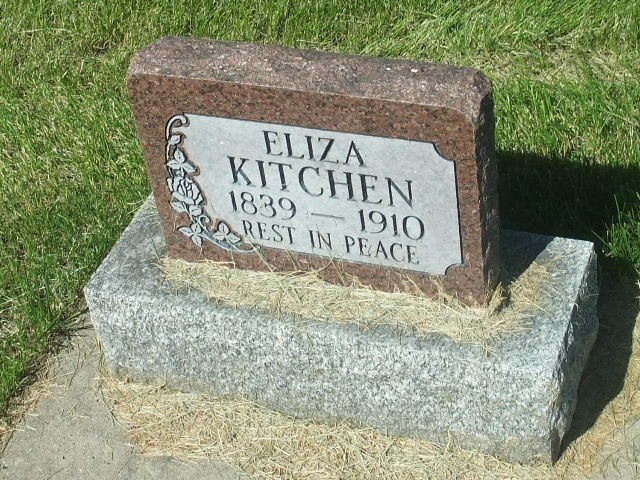 ELIZA
KITCHEN
1839 — 1910
REST IN PEACE